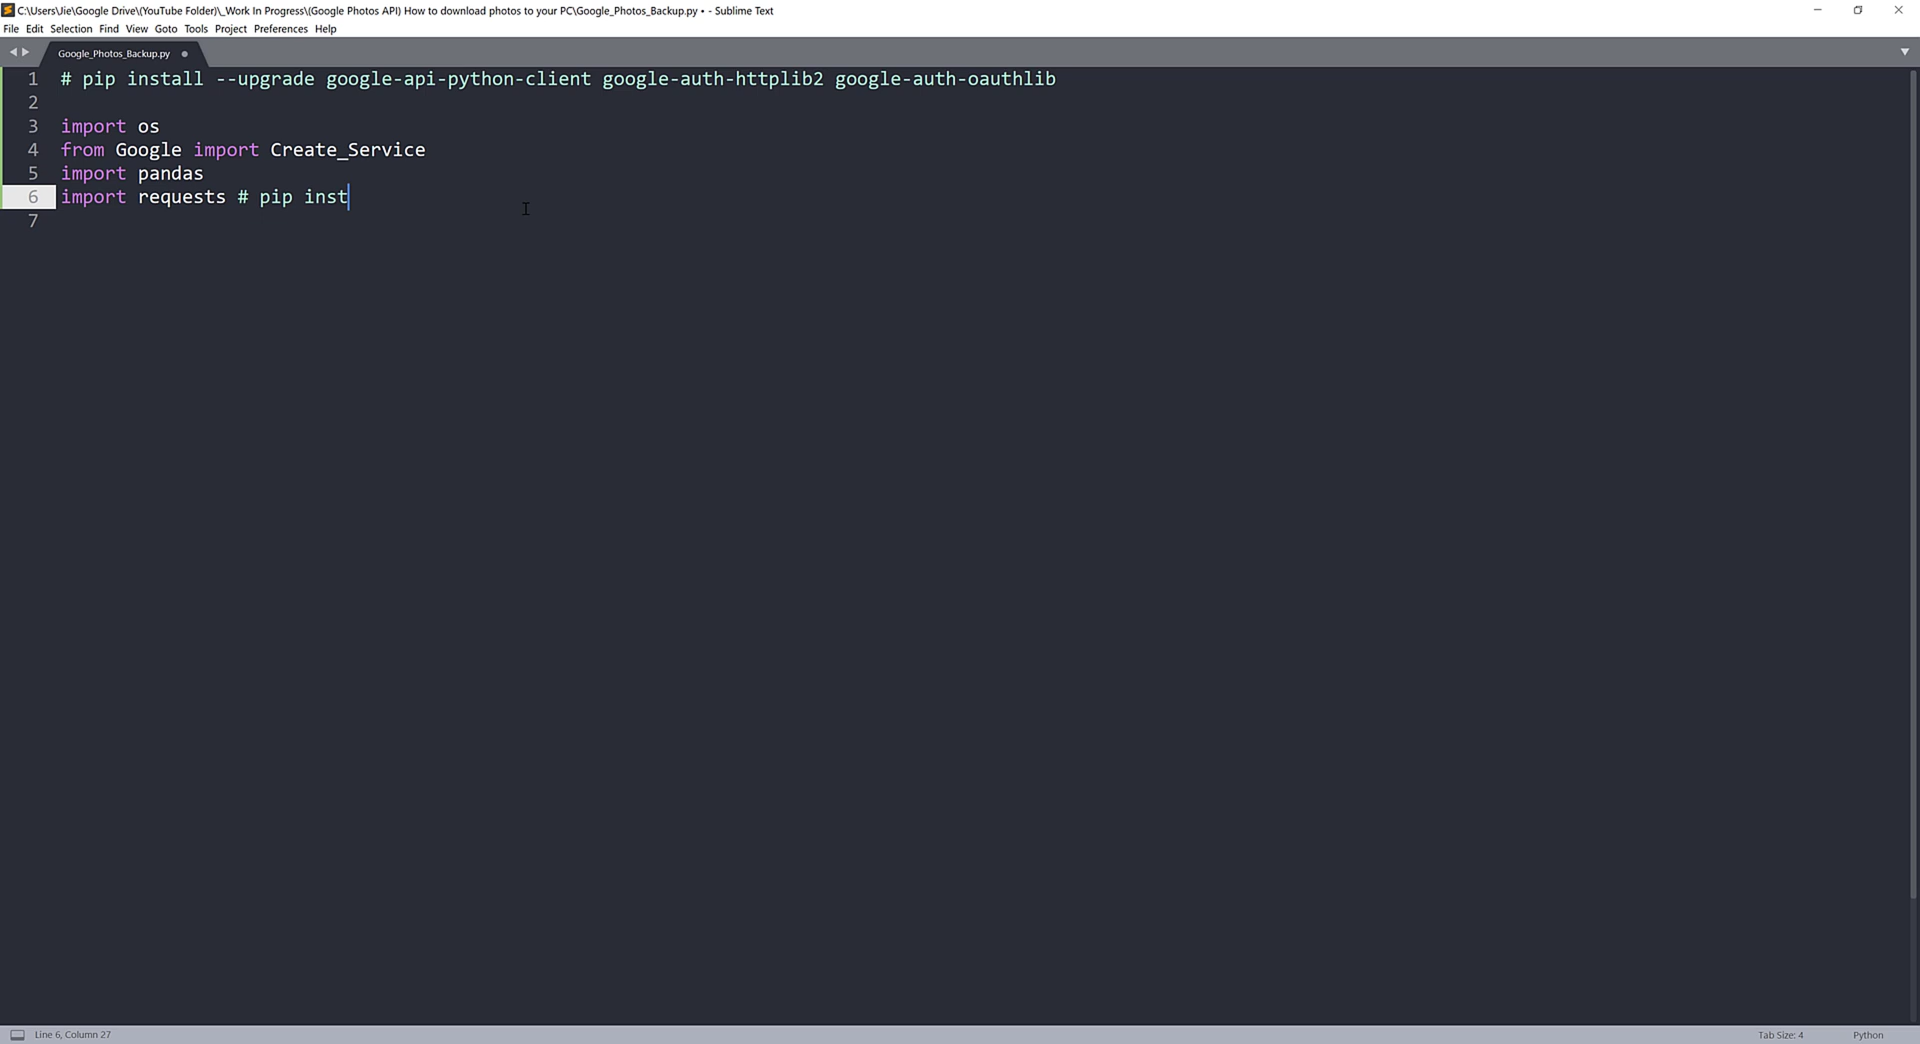 C:\Users\Jie\Google Drive\(YouTube Folder)\_Work In Progress\(Google Photos API) How to download photos to your PC\Google_Photos_Backup.py • - Sublime Text
File Edit Selection Find View Goto Tools Project Preferences Help
Google_Photos_Backup.py
1 # pip install --upgrade google-api-python-client google-auth-httplib2 google-auth-oauthlib
2
3 import os
4 from Google import Create_Service
5 import pandas
6 import requests # pip inst
7
Line 6, Column 27 Tab Size: 4 Python